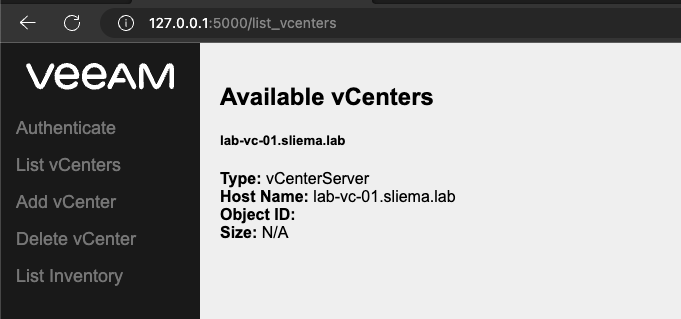 127.0.0.1:5000/list_vcenters
veeAM
Authenticate
List vCenters
Add vCenter
Delete vCenter
List Inventory
Available vCenters
lab-vc-01.sliema.lab
Type: vCenterServer
Host Name: lab-vc-01.sliema.lab
Object ID:
Size: N/A